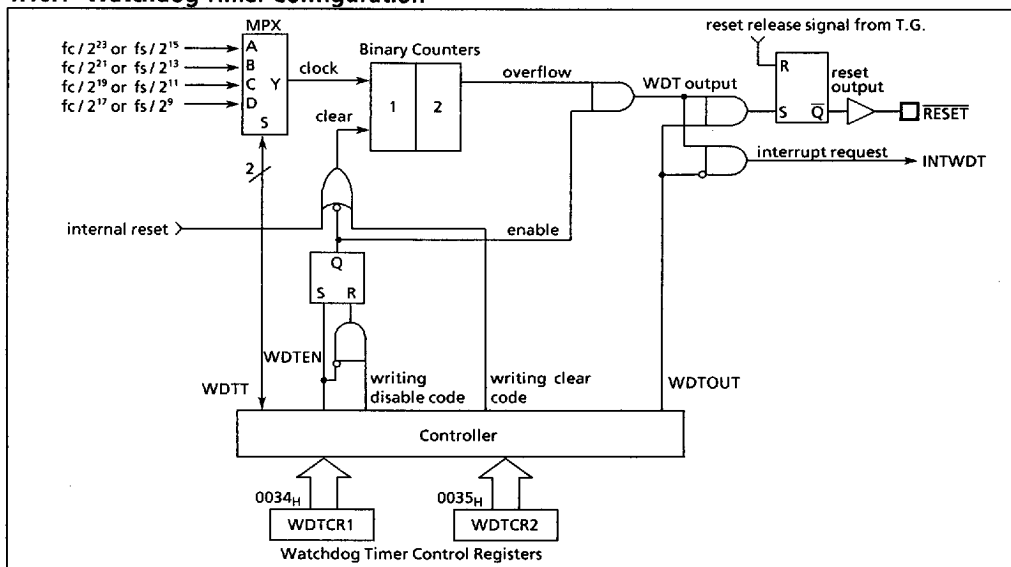 Watchdog Timer Configuration
MPX
fc/2²³ or fs/2¹⁵
fc/2²¹ or fs/2¹³
fc/2¹⁹ or fs/2¹¹
fc/2¹⁷ or fs/2⁹
A
B
C
D
Y
S
clock
Binary Counters
1
2
clear
overflow
WDT output
reset release signal from T.G.
R
S
Q̅
reset
output
R̅E̅S̅E̅T̅
interrupt request
INTWDT
2
internal reset
enable
Q
S
R
WDTEN
WDTT
writing
disable code
writing clear
code
WDTOUT
Controller
0034H
0035H
WDTCR1
WDTCR2
Watchdog Timer Control Registers